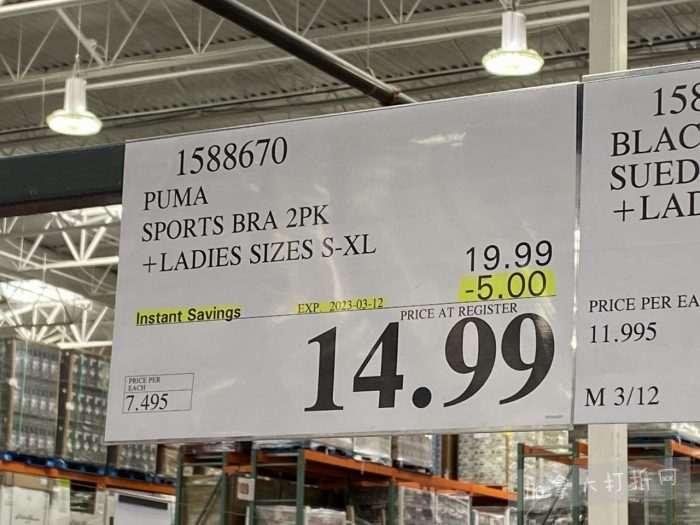 1588670
PUMA
SPORTS BRA 2PK
+LADIES SIZES S-XL
19.99
-5.00
Instant Savings EXP. 2023-03-12
PRICE AT REGISTER
14.99
PRICE PER
EACH
7.495
158
BLAC
SUED
+LAD
PRICE PER EA
11.995
M 3/12
大打折网